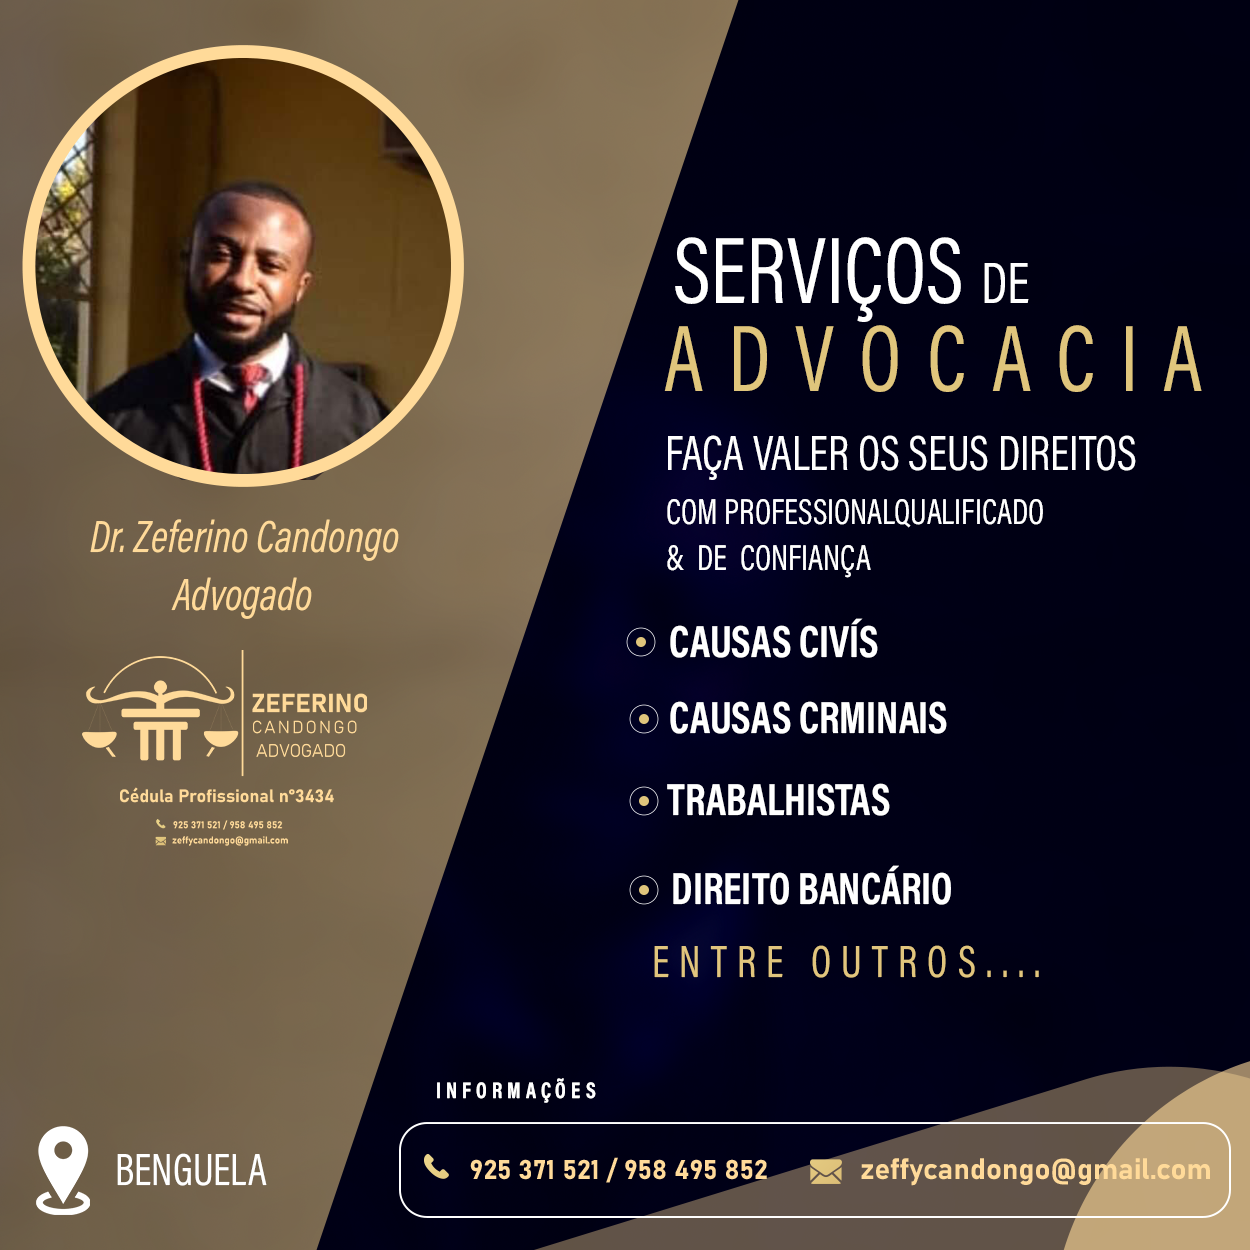 Dr. Zeferino Candongo
Advogado
ZEFERINO
CANDONGO
ADVOGADO
Cédula Profissional nº3434
925 371 521 / 958 495 852
zeffycandongo@gmail.com
BENGUELA
SERVIÇOS DE
ADVOCACIA
FAÇA VALER OS SEUS DIREITOS
COM PROFESSIONALQUALIFICADO
& DE CONFIANÇA
CAUSAS CIVÍS
CAUSAS CRMINAIS
TRABALHISTAS
DIREITO BANCÁRIO
ENTRE OUTROS....
INFORMAÇÕES
925 371 521 / 958 495 852
zeffycandongo@gmail.com